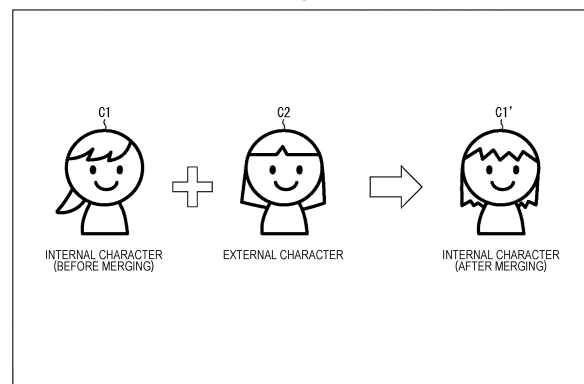 C1
C2
C1'
INTERNAL CHARACTER
(BEFORE MERGING)
EXTERNAL CHARACTER
INTERNAL CHARACTER
(AFTER MERGING)